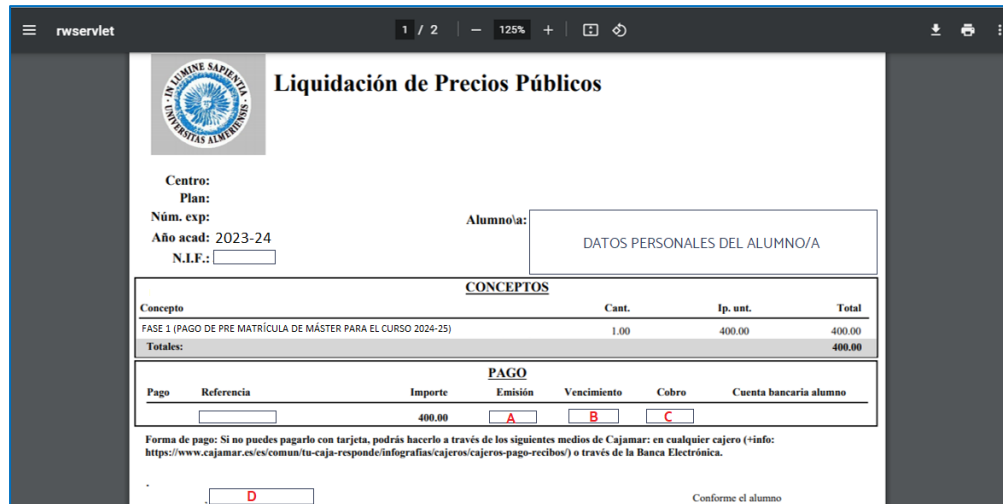 rwservlet 1 / 2 125%
IN LUMINE SAPIENTIA
UNIVERSITAS ALMERIENSIS
Liquidación de Precios Públicos
Centro:
Plan:
Núm. exp:
Alumno\a:
Año acad: 2023-24
DATOS PERSONALES DEL ALUMNO/A
N.I.F.:
CONCEPTOS
Concepto Cant. Ip. unt. Total
FASE 1 (PAGO DE PRE MATRÍCULA DE MÁSTER PARA EL CURSO 2024-25) 1.00 400.00 400.00
Totales: 400.00
PAGO
Pago Referencia Importe Emisión Vencimiento Cobro Cuenta bancaria alumno
400.00 A B C
Forma de pago: Si no puedes pagarlo con tarjeta, podrás hacerlo a través de los siguientes medios de Cajamar: en cualquier cajero (+info:
https://www.cajamar.es/es/comun/tu-caja-responde/infografias/cajeros/cajeros-pago-recibos/) o través de la Banca Electrónica.
.
, D
Conforme el alumno